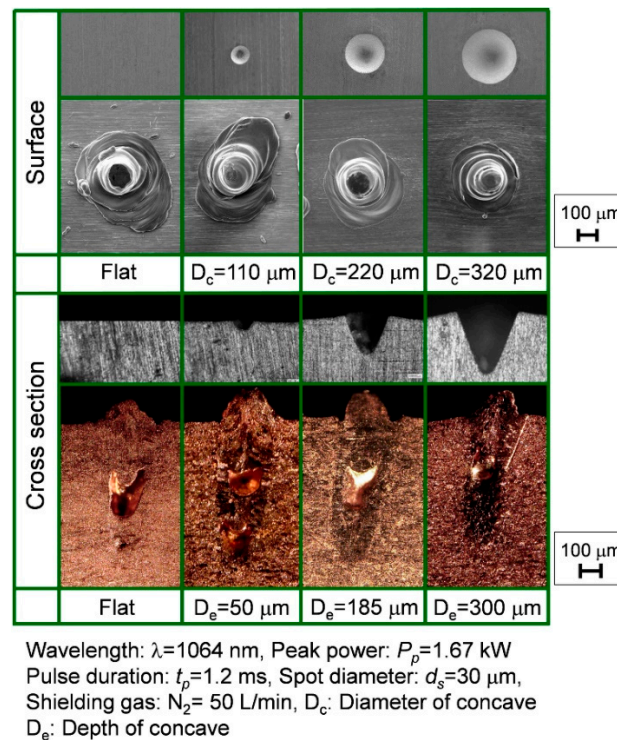 Surface
100 μm
Flat
D_c=110 μm
D_c=220 μm
D_c=320 μm
Cross section
100 μm
Flat
D_e=50 μm
D_e=185 μm
D_e=300 μm
Wavelength: λ=1064 nm, Peak power: P_p=1.67 kW
Pulse duration: t_p=1.2 ms, Spot diameter: d_s=30 μm,
Shielding gas: N₂= 50 L/min, D_c: Diameter of concave
D_e: Depth of concave